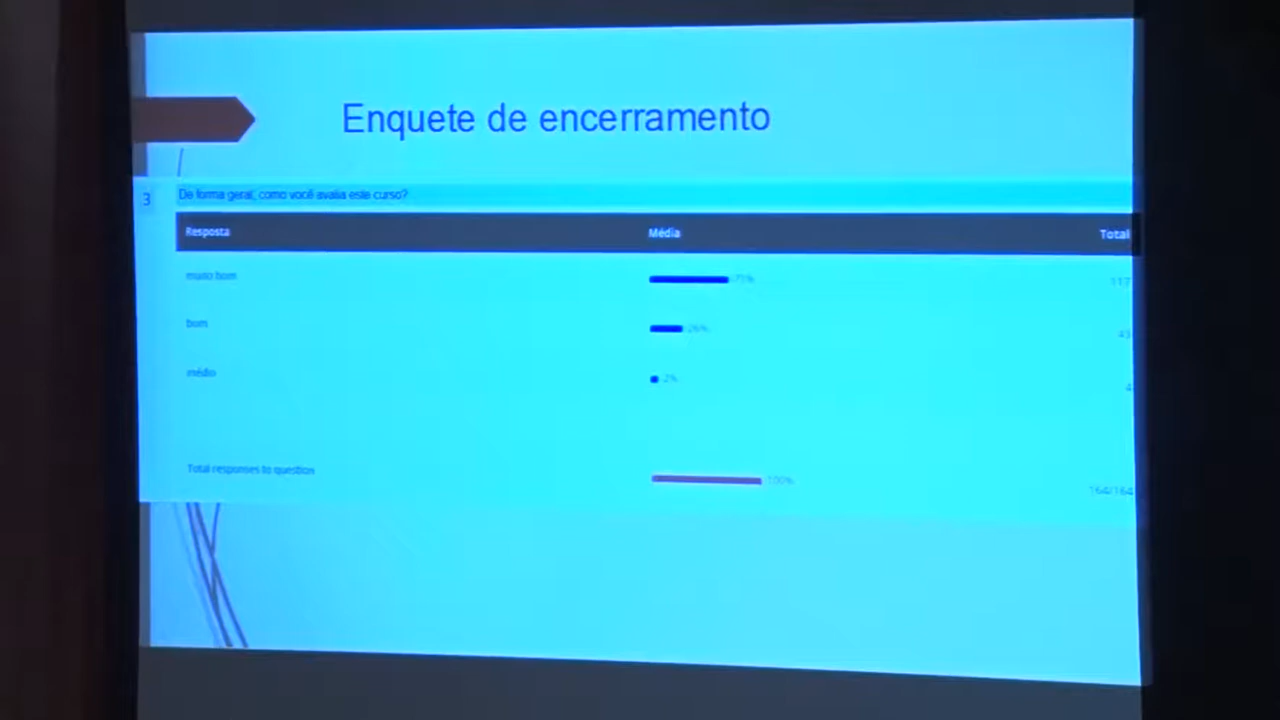 Enquete de encerramento
3 De forma geral, como você avalia este curso?
Resposta Média Total
muito bom 71% 117
bom 26% 43
médio 2% 4
Total responses to question 100% 164/164